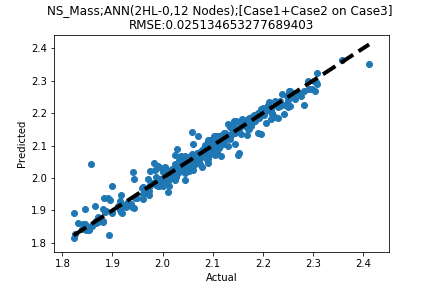 NS_Mass;ANN(2HL-0,12 Nodes);[Case1+Case2 on Case3]
RMSE:0.025134653277689403
2.4
2.3
2.2
2.1
2.0
1.9
1.8
Predicted
1.8 1.9 2.0 2.1 2.2 2.3 2.4
Actual